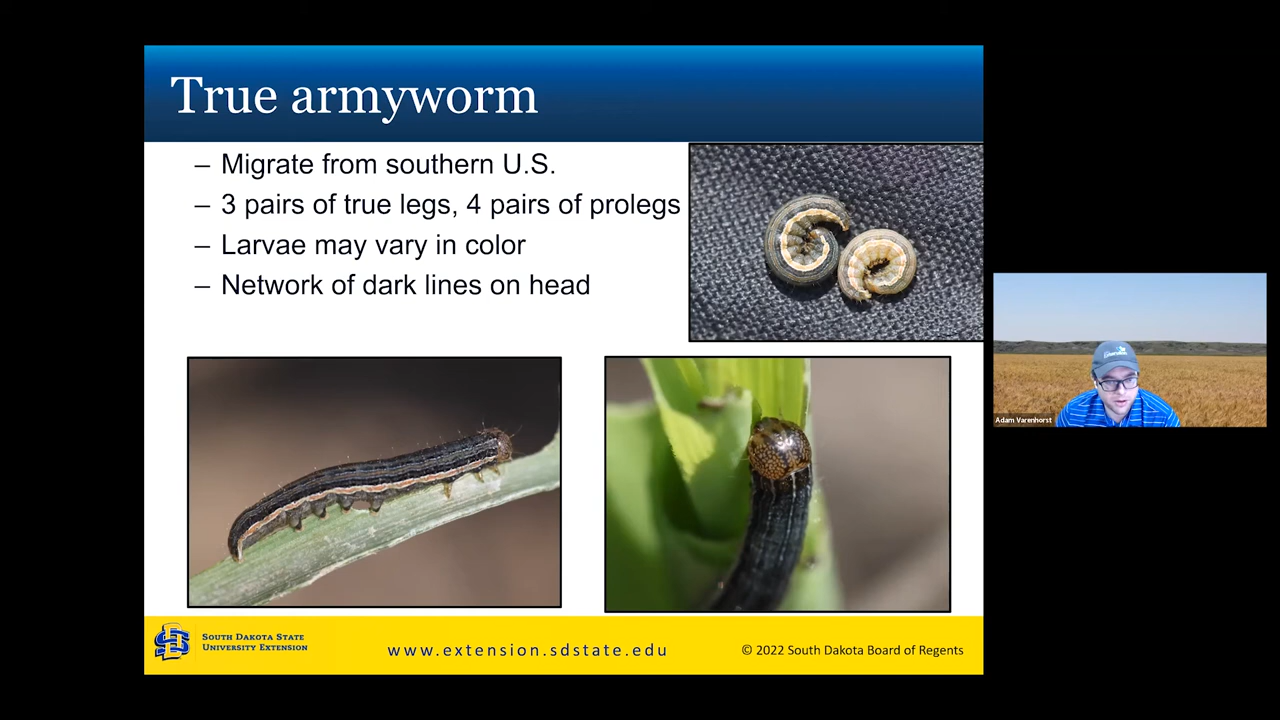 True armyworm
– Migrate from southern U.S.
– 3 pairs of true legs, 4 pairs of prolegs
– Larvae may vary in color
– Network of dark lines on head
Adam Varenhorst
SOUTH DAKOTA STATE
UNIVERSITY EXTENSION
www.extension.sdstate.edu
© 2022 South Dakota Board of Regents